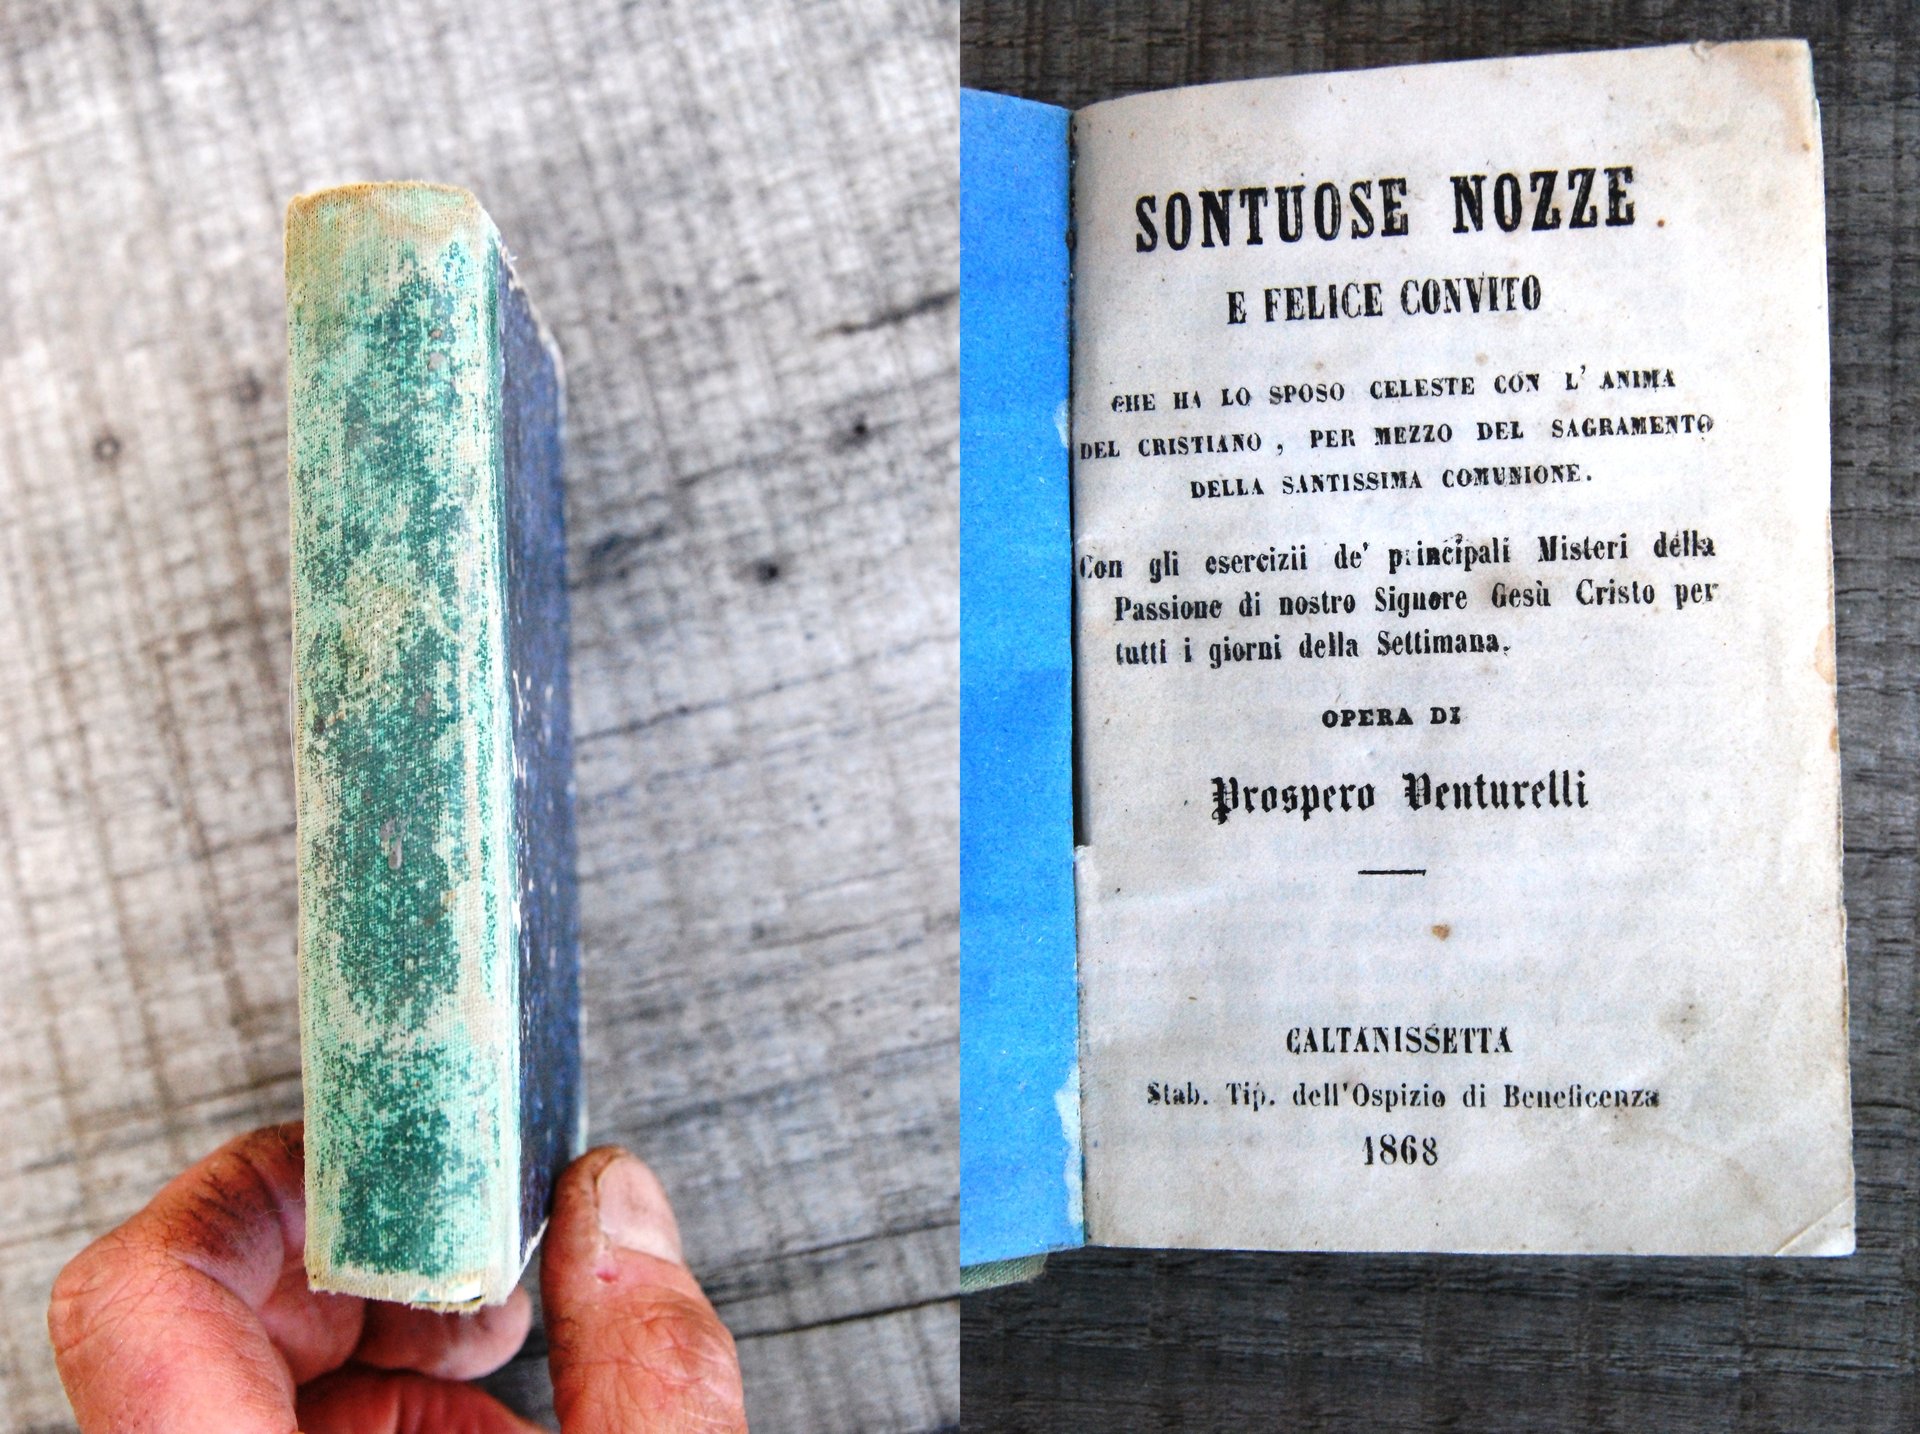 SONTUOSE NOZZE
E FELICE CONVITO
CHE HA LO SPOSO CELESTE CON L' ANIMA
DEL CRISTIANO , PER MEZZO DEL SAGRAMENTO
DELLA SANTISSIMA COMUNIONE.
Con gli esercizii de' principali Misteri della
Passione di nostro Signore Gesù Cristo per
tutti i giorni della Settimana.
OPERA DI
Prospero Venturelli
CALTANISSETTA
Stab. Tip. dell'Ospizio di Beneficenza
1868